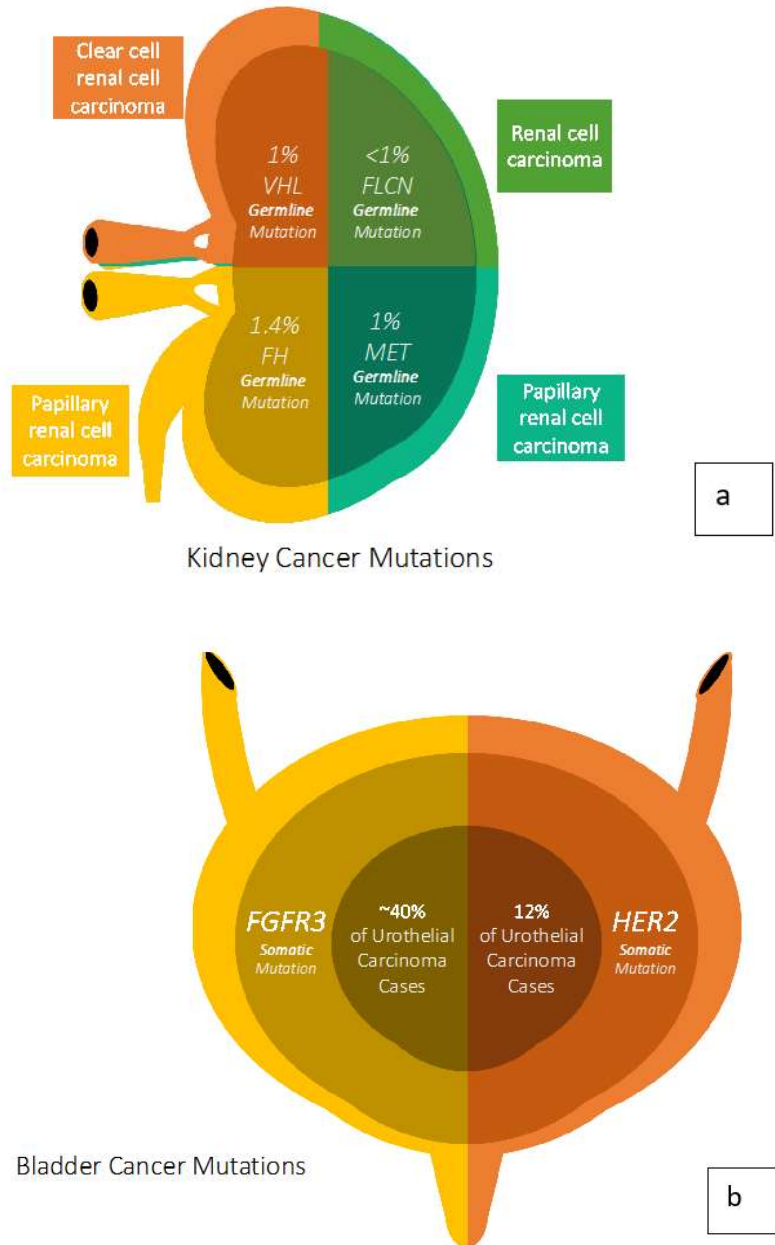 Clear cell
renal cell
carcinoma
1%
VHL
Germline
Mutation
<1%
FLCN
Germline
Mutation
Renal cell
carcinoma
1.4%
FH
Germline
Mutation
1%
MET
Germline
Mutation
Papillary
renal cell
carcinoma
Papillary
renal cell
carcinoma
a
Kidney Cancer Mutations
FGFR3
Somatic
Mutation
~40%
of Urothelial
Carcinoma
Cases
12%
of Urothelial
Carcinoma
Cases
HER2
Somatic
Mutation
Bladder Cancer Mutations
b